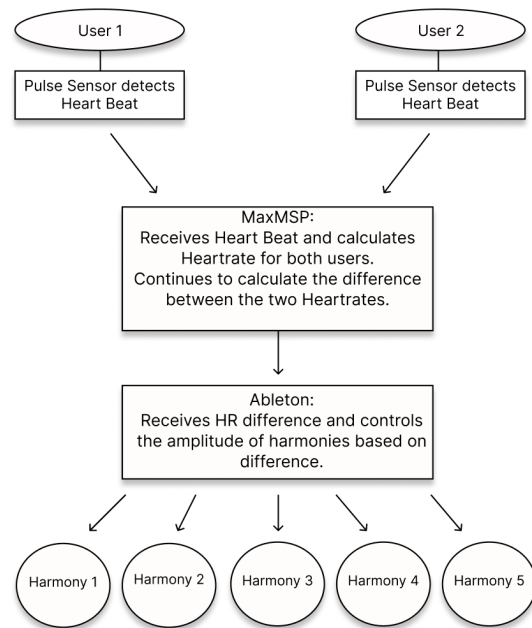 User 1
User 2
Pulse Sensor detects
Heart Beat
Pulse Sensor detects
Heart Beat
MaxMSP:
Receives Heart Beat and calculates
Heartrate for both users.
Continues to calculate the difference
between the two Heartrates.
Ableton:
Receives HR difference and controls
the amplitude of harmonies based on
difference.
Harmony 1
Harmony 2
Harmony 3
Harmony 4
Harmony 5